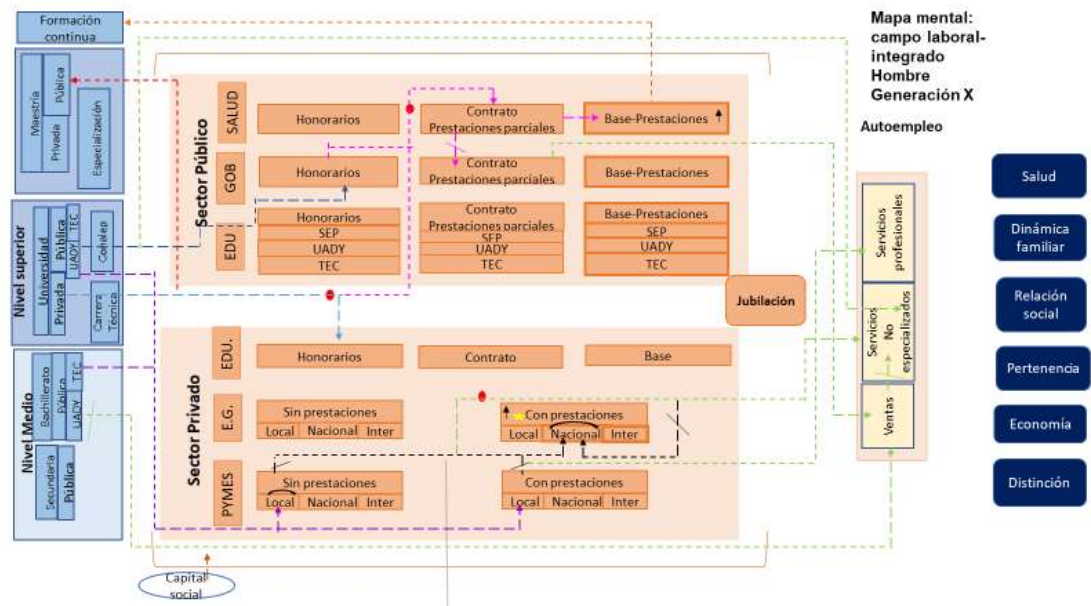 Formación
continua
Maestría
Pública
Privada
Especialización
Nivel superior
Universidad
Pública
TEC
UADY
Privada
Conalep
Carrera
Técnica
Nivel Medio
Bachillerato
Pública
TEC
UADY
Secundaria
Pública
Capital
social
Sector Público
SALUD
Honorarios
Contrato
Prestaciones parciales
Base-Prestaciones
GOB
Honorarios
Contrato
Prestaciones parciales
Base-Prestaciones
EDU
Honorarios
SEP
UADY
TEC
Contrato
Prestaciones parciales
SEP
UADY
TEC
Base-Prestaciones
SEP
UADY
TEC
Jubilación
Sector Privado
EDU.
Honorarios
Contrato
Base
E.G.
Sin prestaciones
Local
Nacional
Inter
Con prestaciones
Local
Nacional
Inter
PYMES
Sin prestaciones
Local
Nacional
Inter
Con prestaciones
Local
Nacional
Inter
Mapa mental:
campo laboral-
integrado
Hombre
Generación X
Autoempleo
Servicios
profesionales
Servicios
No
especializados
Ventas
Salud
Dinámica
familiar
Relación
social
Pertenencia
Economía
Distinción